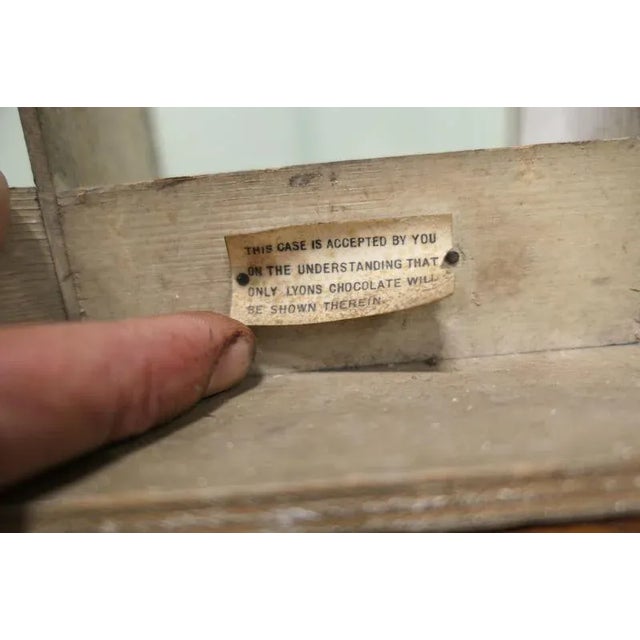 THIS CASE IS ACCEPTED BY YOU
ON THE UNDERSTANDING THAT
ONLY LYONS CHOCOLATE WILL
BE SHOWN THEREIN.